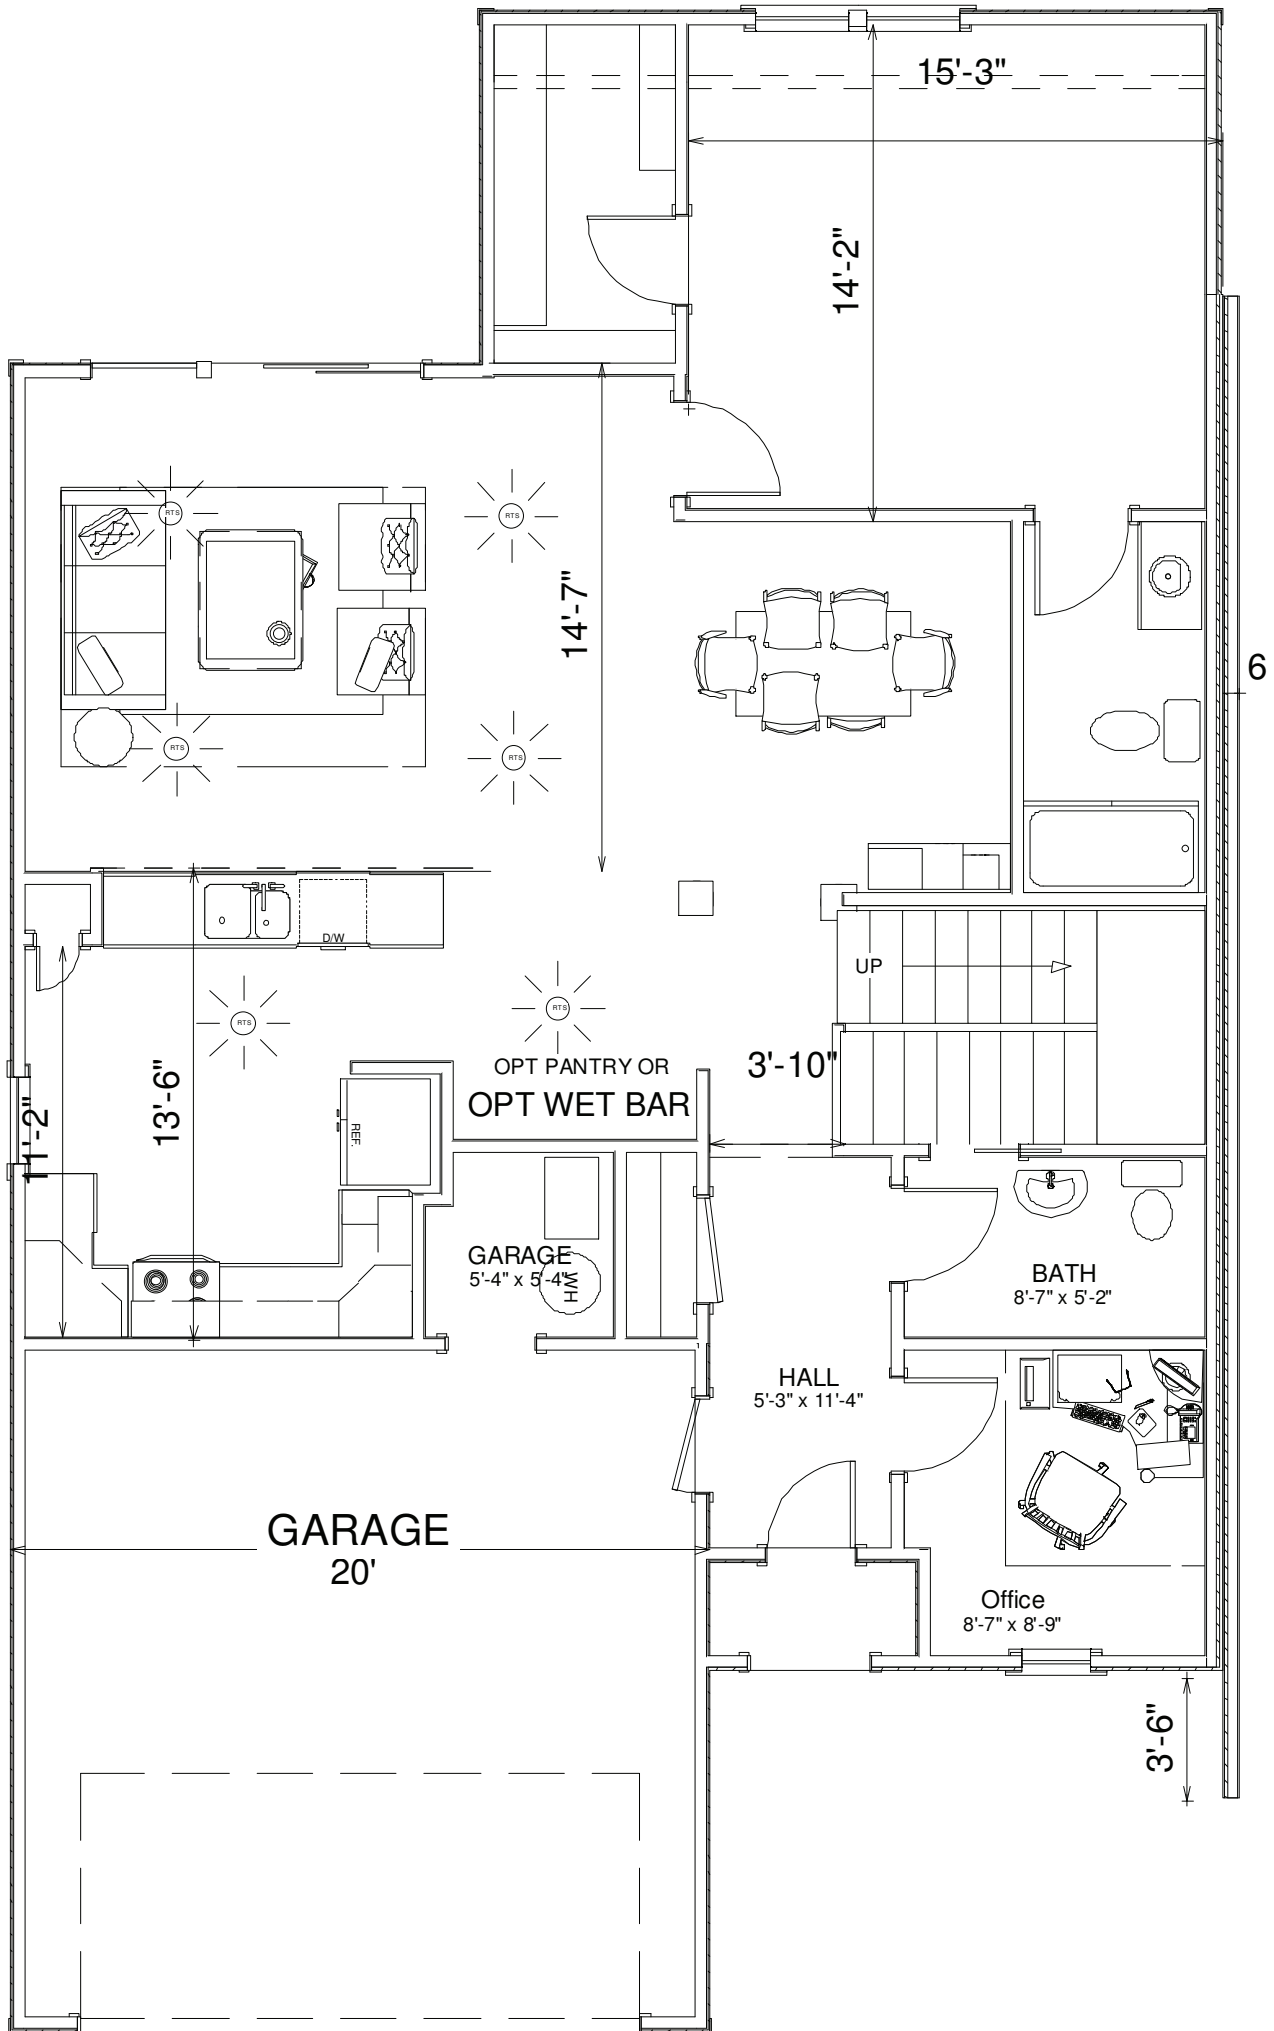 15'-3"
14'-2"
RTS
RTS
14'-7"
6
RTS
RTS
D/W
UP
RTS
RTS
OPT PANTRY OR
3'-10"
OPT WET BAR
11'-2"
13'-6"
REF.
GARAGE
5'-4" x 5'-4"
WH
BATH
8'-7" x 5'-2"
HALL
5'-3" x 11'-4"
GARAGE
20'
Office
8'-7" x 8'-9"
3'-6"